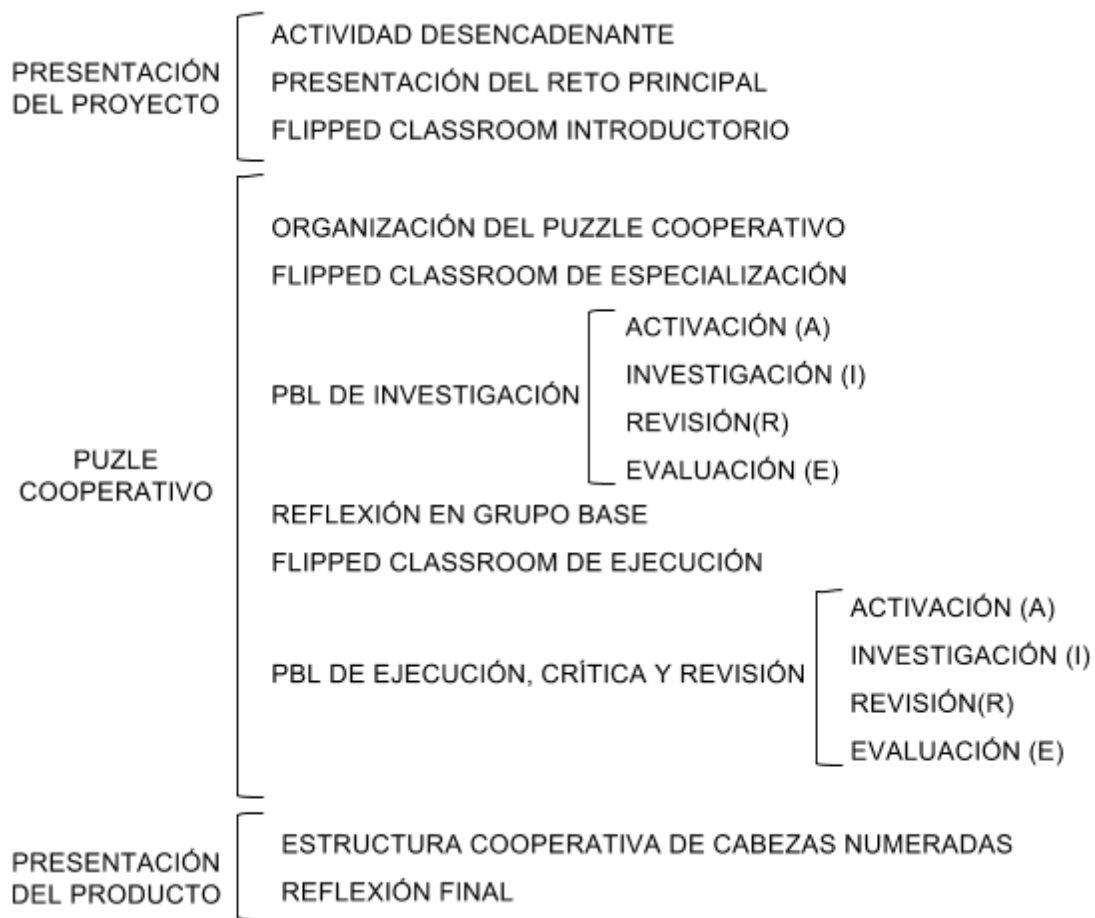 PRESENTACIÓN
DEL PROYECTO
ACTIVIDAD DESENCADENANTE
PRESENTACIÓN DEL RETO PRINCIPAL
FLIPPED CLASSROOM INTRODUCTORIO
PUZLE
COOPERATIVO
ORGANIZACIÓN DEL PUZZLE COOPERATIVO
FLIPPED CLASSROOM DE ESPECIALIZACIÓN
PBL DE INVESTIGACIÓN
ACTIVACIÓN (A)
INVESTIGACIÓN (I)
REVISIÓN(R)
EVALUACIÓN (E)
REFLEXIÓN EN GRUPO BASE
FLIPPED CLASSROOM DE EJECUCIÓN
PBL DE EJECUCIÓN, CRÍTICA Y REVISIÓN
ACTIVACIÓN (A)
INVESTIGACIÓN (I)
REVISIÓN(R)
EVALUACIÓN (E)
PRESENTACIÓN
DEL PRODUCTO
ESTRUCTURA COOPERATIVA DE CABEZAS NUMERADAS
REFLEXIÓN FINAL